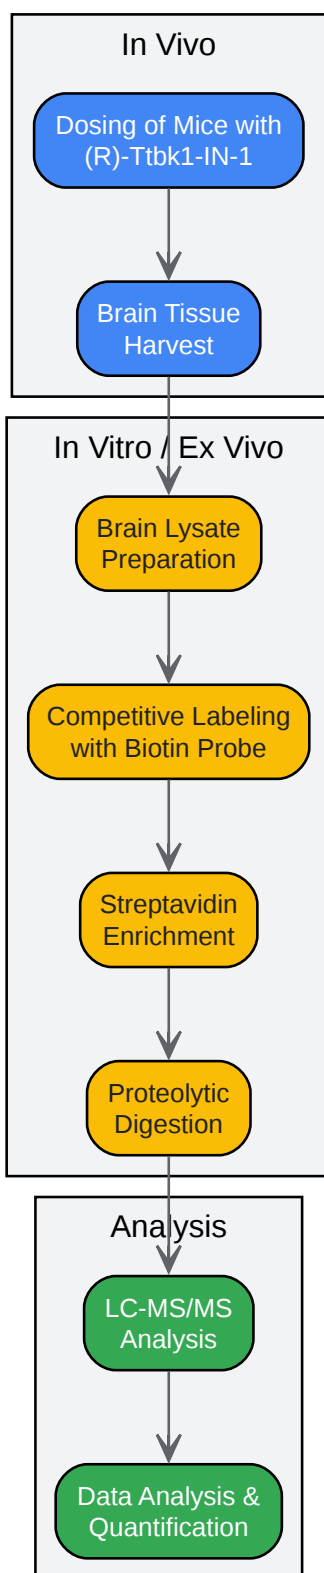 In Vivo
Dosing of Mice with
(R)-Ttbk1-IN-1
Brain Tissue
Harvest
In Vitro / Ex Vivo
Brain Lysate
Preparation
Competitive Labeling
with Biotin Probe
Streptavidin
Enrichment
Proteolytic
Digestion
Analysis
LC-MS/MS
Analysis
Data Analysis &
Quantification